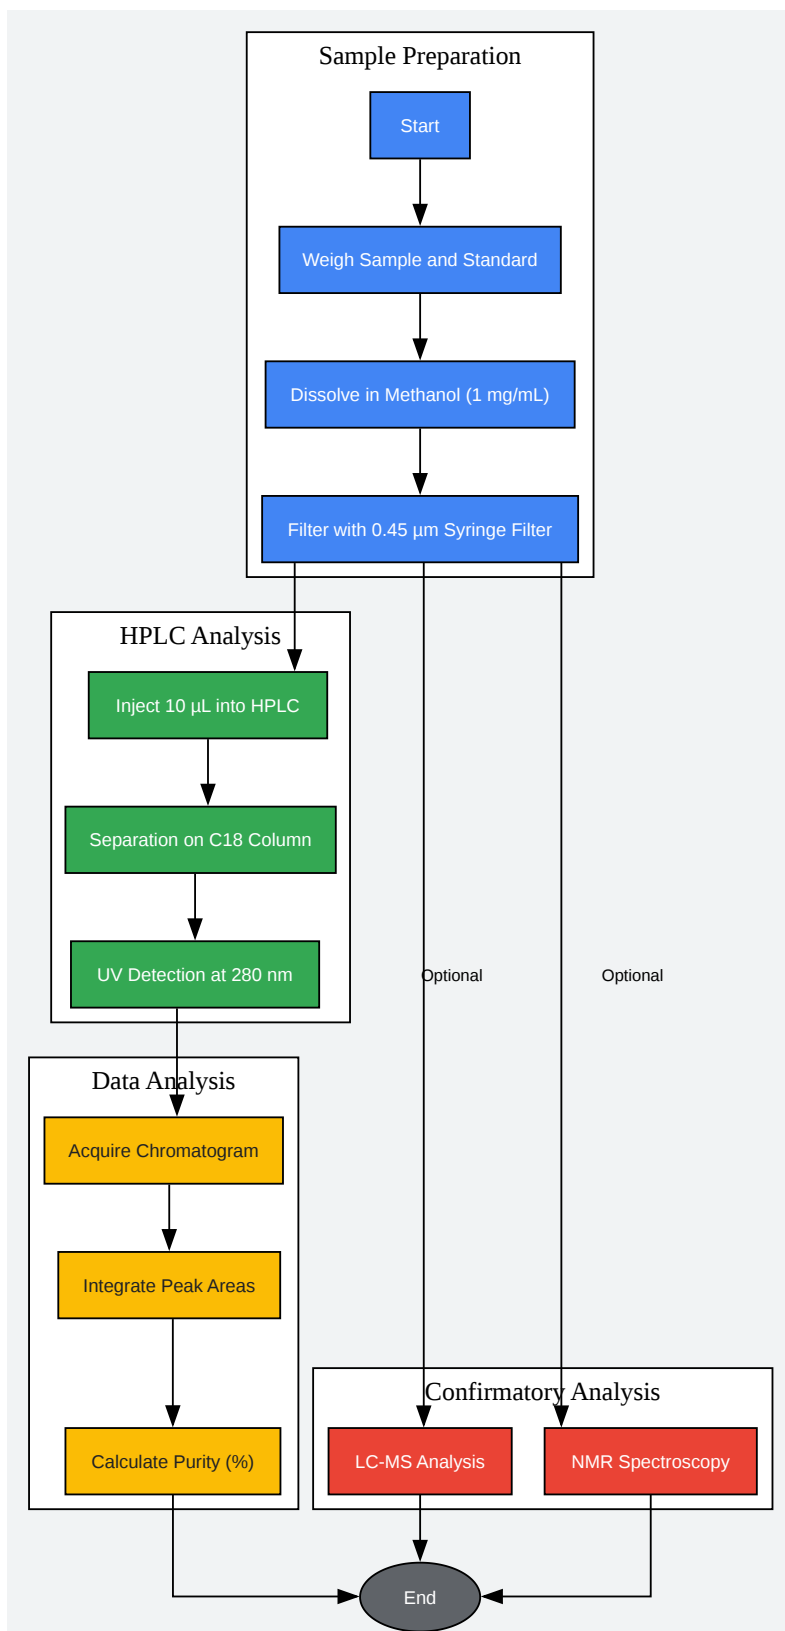 Sample Preparation
Start
Weigh Sample and Standard
Dissolve in Methanol (1 mg/mL)
Filter with 0.45 µm Syringe Filter
HPLC Analysis
Inject 10 µL into HPLC
Separation on C18 Column
UV Detection at 280 nm
Optional
Optional
Data Analysis
Acquire Chromatogram
Integrate Peak Areas
Calculate Purity (%)
Confirmatory Analysis
LC-MS Analysis
NMR Spectroscopy
End